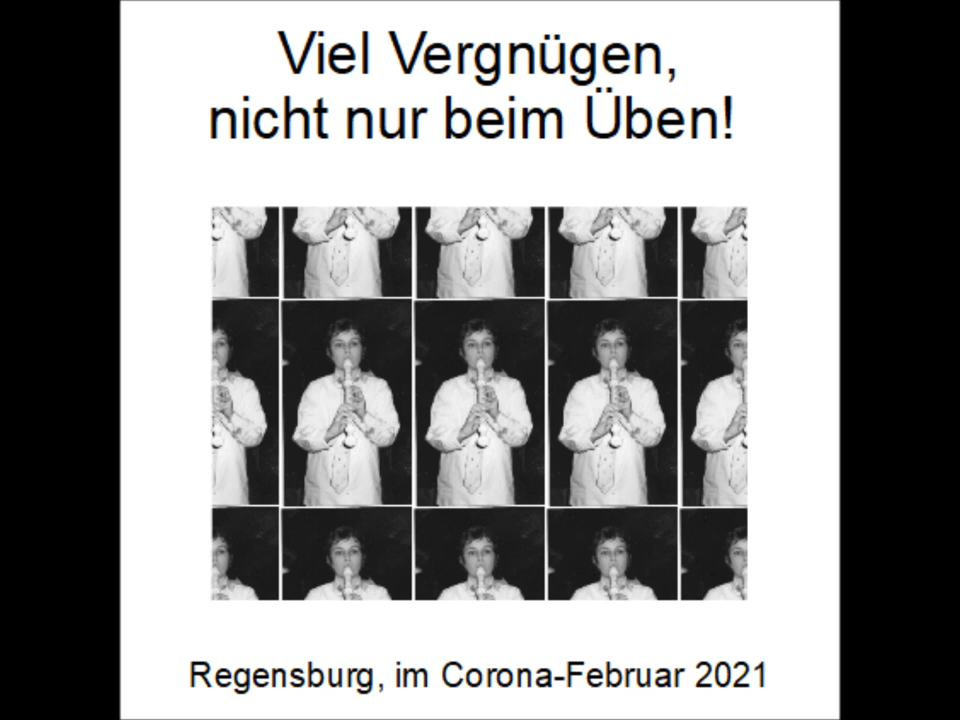 Viel Vergnügen,
nicht nur beim Üben!
Regensburg, im Corona-Februar 2021